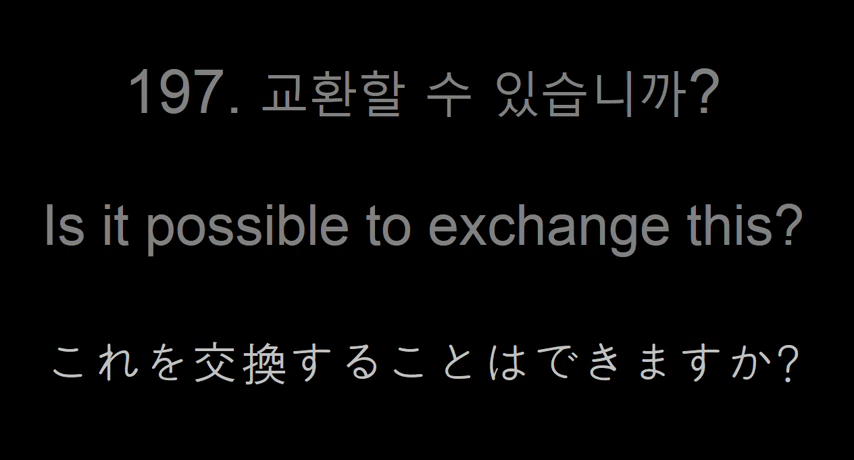 197. 교환할 수 있습니까?
Is it possible to exchange this?
これを交換することはできますか?